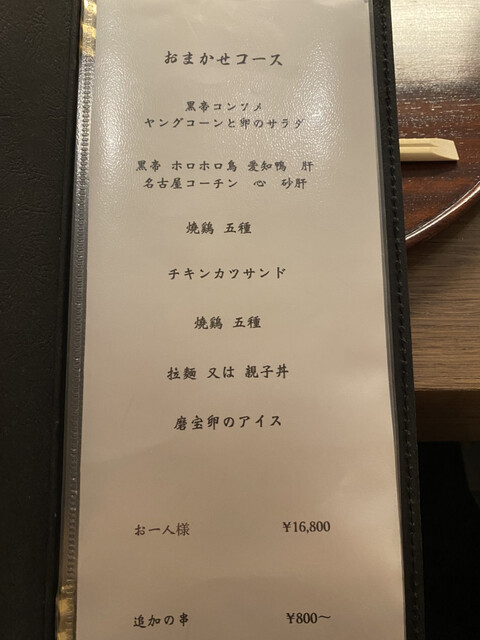 おまかせコース
黒帝コンソメ
ヤングコーンと卵のサラダ
黒帝 ホロホロ鳥 愛知鴨 肝
名古屋コーチン 心 砂肝
焼鶏 五種
チキンカツサンド
焼鶏 五種
拉麺 又は 親子丼
磨宝卵のアイス
お一人様 ¥16,800
追加の串 ¥800〜